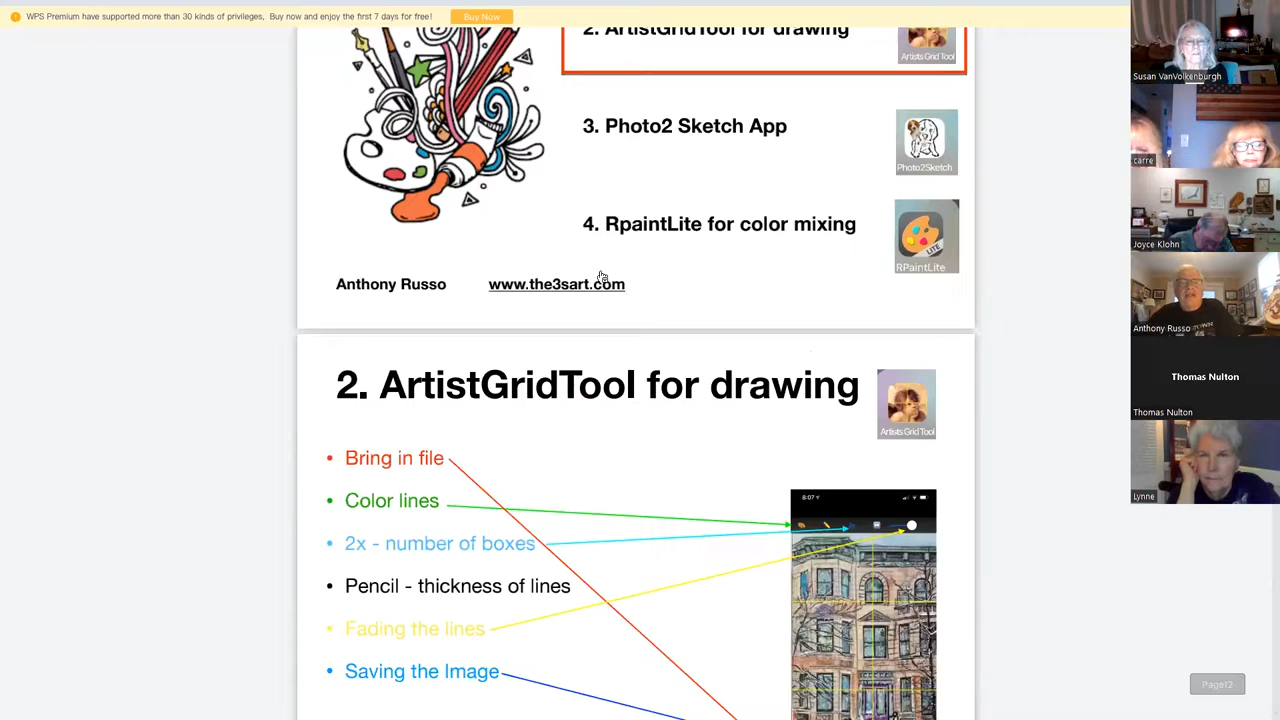 WPS Premium have supported more than 30 kinds of privileges, Buy now and enjoy the first 7 days for free!
Buy Now
2. ArtistGridTool for drawing
Artists Grid Tool
3. Photo2 Sketch App
Photo2Sketch
4. RpaintLite for color mixing
LITE
RPaintLite
Anthony Russo
www.the3sart.com
2. ArtistGridTool for drawing
Artists Grid Tool
• Bring in file
• Color lines
• 2x - number of boxes
• Pencil - thickness of lines
• Fading the lines
• Saving the Image
8:07
Page12
Susan VanVolkenburgh
carre
Joyce Klohn
Anthony Russo
Thomas Nulton
Thomas Nulton
Lynne